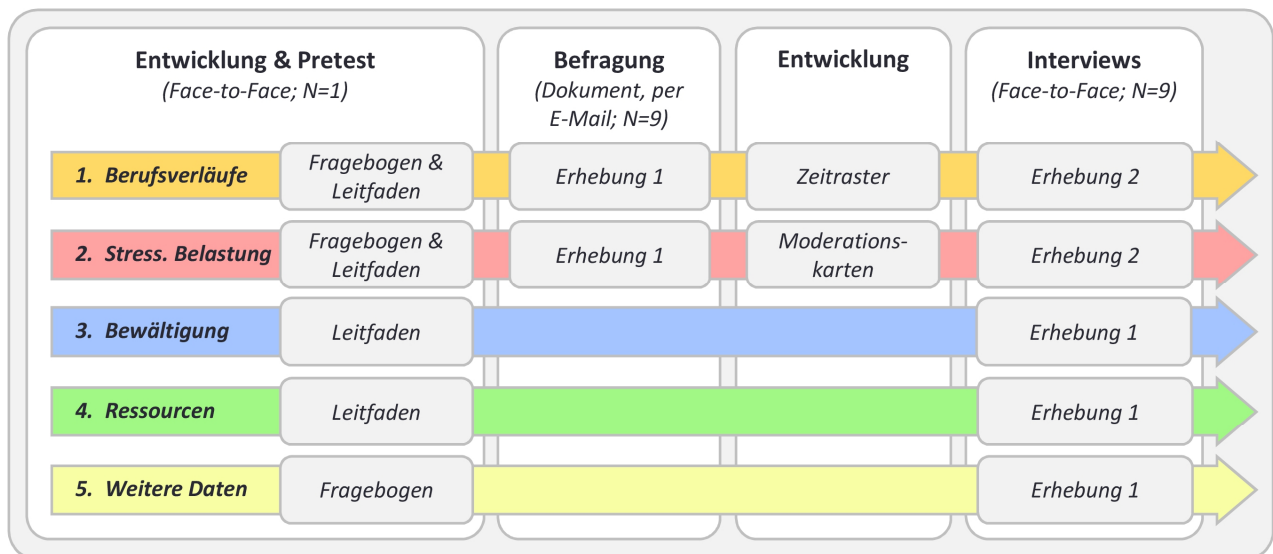 Entwicklung & Pretest
(Face-to-Face; N=1)
Befragung
(Dokument, per
E-Mail; N=9)
Entwicklung
Interviews
(Face-to-Face; N=9)
1. Berufsverläufe
Fragebogen &
Leitfaden
Erhebung 1
Zeitraster
Erhebung 2
2. Stress. Belastung
Fragebogen &
Leitfaden
Erhebung 1
Moderations-
karten
Erhebung 2
3. Bewältigung
Leitfaden
Erhebung 1
4. Ressourcen
Leitfaden
Erhebung 1
5. Weitere Daten
Fragebogen
Erhebung 1